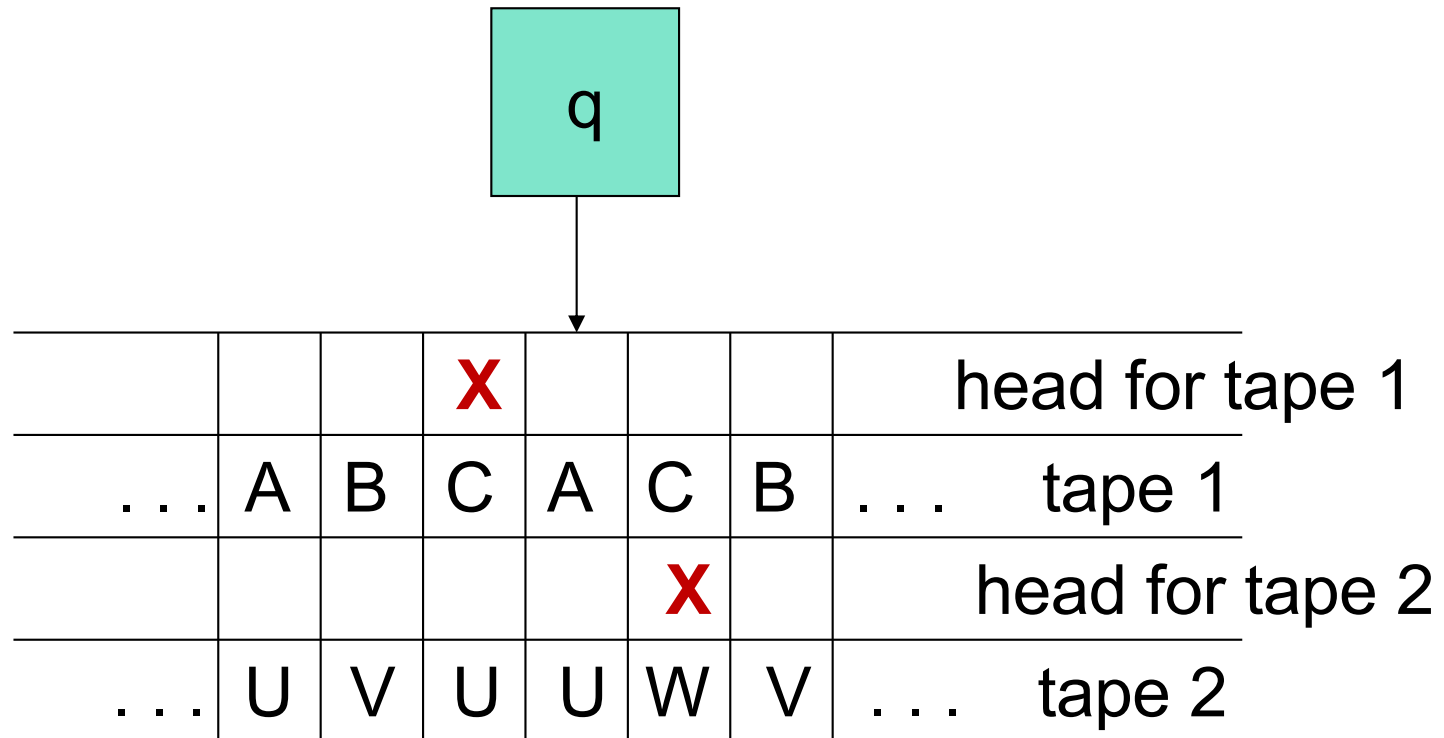 q
X head for tape 1
. . . A B C A C B . . . tape 1
X head for tape 2
. . . U V U U W V . . . tape 2